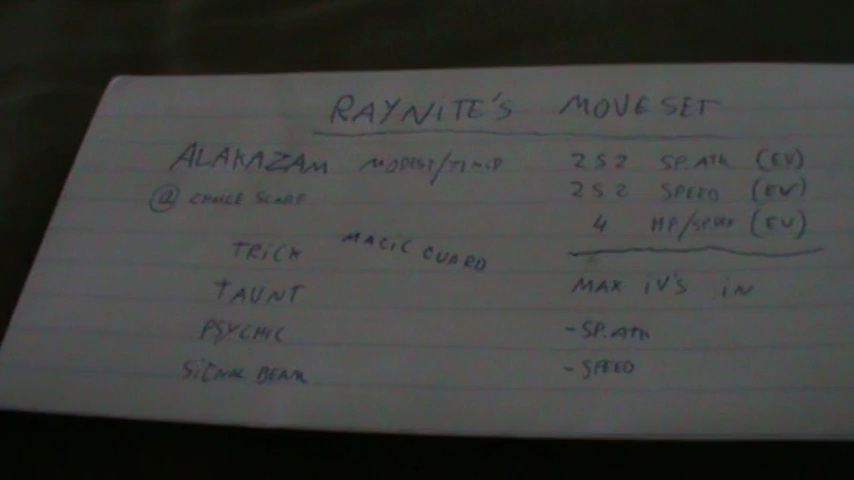 RAYNITE'S MOVESET
ALAKAZAM MODEST/TIMID 252 SP.ATK (EV)
@ CHOICE SCARF 252 SPEED (EV)
4 HP/SPDEF (EV)
TRICK MAGIC GUARD
TAUNT MAX IV'S IN
PSYCHIC -SP.ATK
SIGNAL BEAM -SPEED